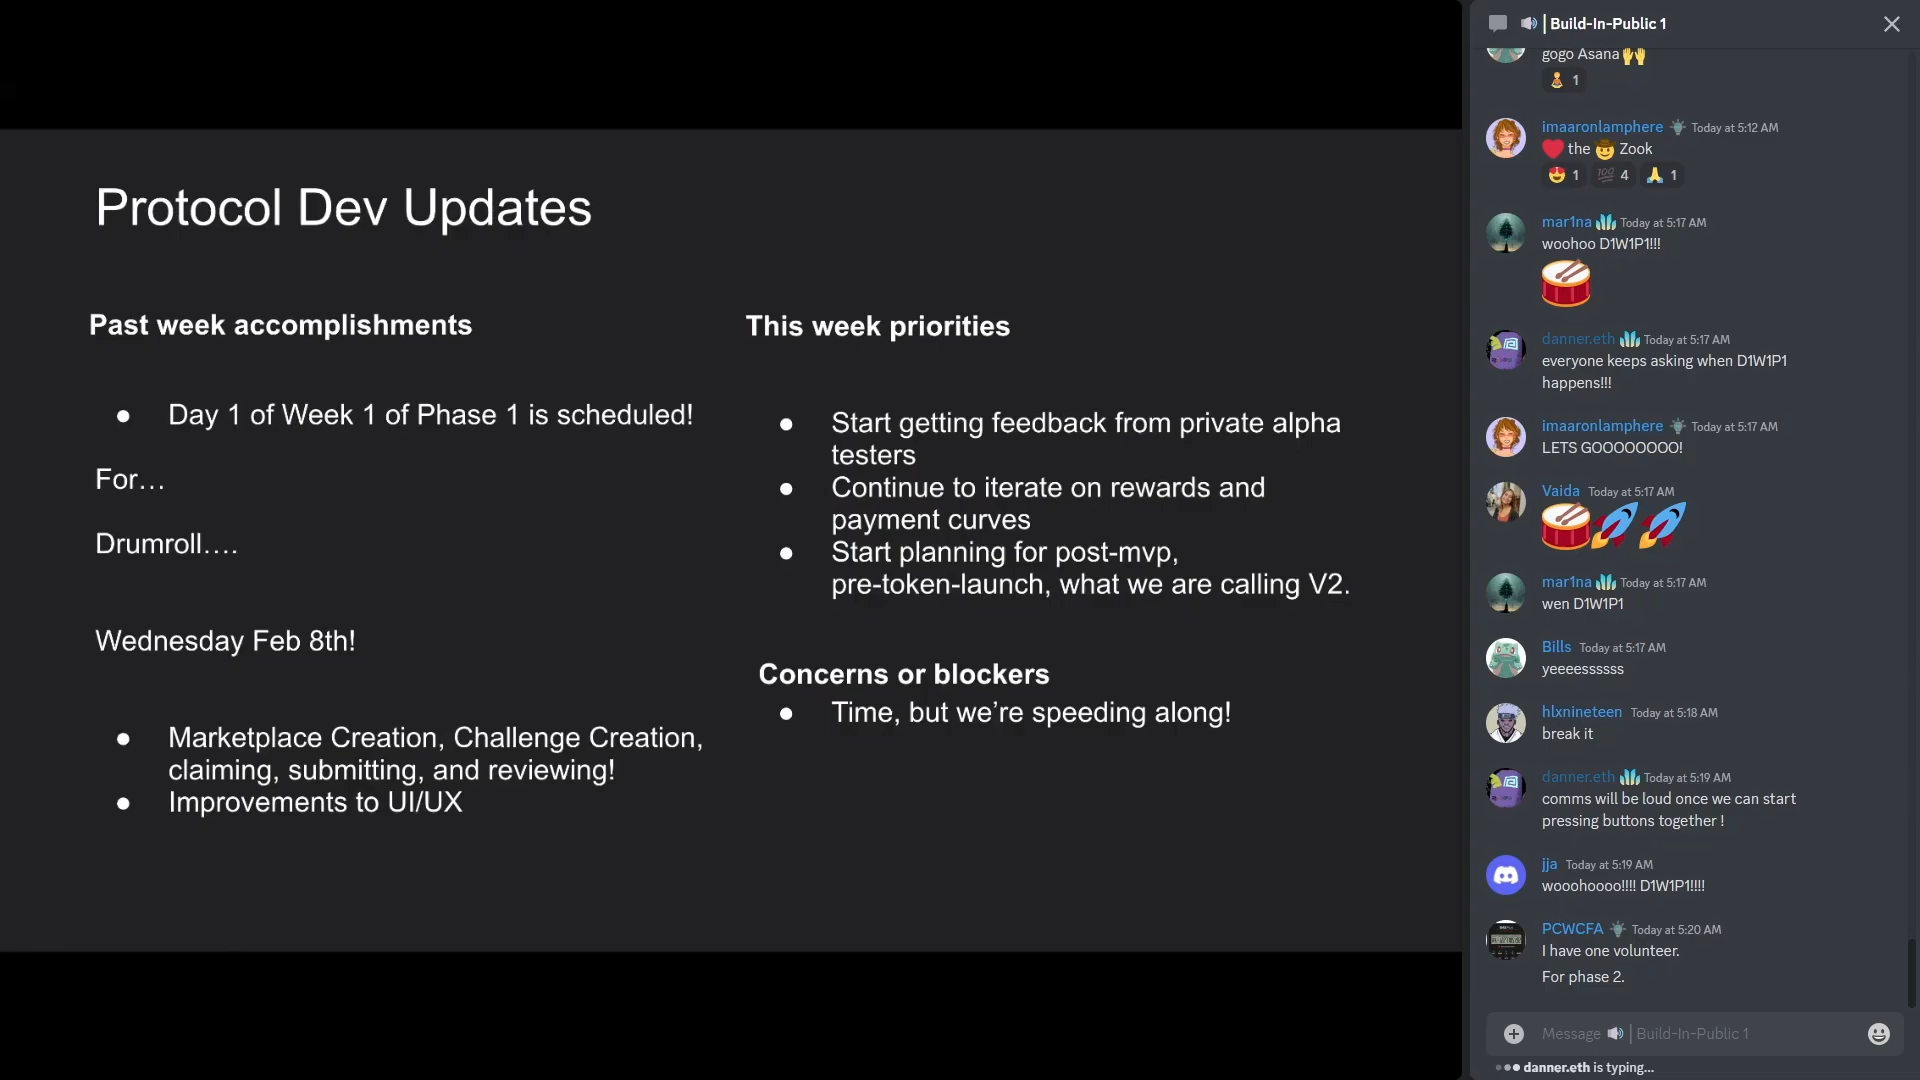 Protocol Dev Updates
Past week accomplishments
● Day 1 of Week 1 of Phase 1 is scheduled!
For…
Drumroll….
Wednesday Feb 8th!
● Marketplace Creation, Challenge Creation,
claiming, submitting, and reviewing!
● Improvements to UI/UX
This week priorities
● Start getting feedback from private alpha
testers
● Continue to iterate on rewards and
payment curves
● Start planning for post-mvp,
pre-token-launch, what we are calling V2.
Concerns or blockers
● Time, but we're speeding along!
Build-In-Public 1
gogo Asana 🙌
1
imaaronlamphere Today at 5:12 AM
❤️ the 🤠 Zook
😍 1 💯 4 🙏 1
mar1na Today at 5:17 AM
woohoo D1W1P1!!!
🥁
danner.eth Today at 5:17 AM
everyone keeps asking when D1W1P1
happens!!!
imaaronlamphere Today at 5:17 AM
LETS GOOOOOOOO!
Vaida Today at 5:17 AM
🥁🚀🚀
mar1na Today at 5:17 AM
wen D1W1P1
Bills Today at 5:17 AM
yeeeessssss
hlxnineteen Today at 5:18 AM
break it
danner.eth Today at 5:19 AM
comms will be loud once we can start
pressing buttons together !
jja Today at 5:19 AM
wooohoooo!!!! D1W1P1!!!!
PCWCFA Today at 5:20 AM
I have one volunteer.
For phase 2.
Message 🔊 | Build-In-Public 1
danner.eth is typing...